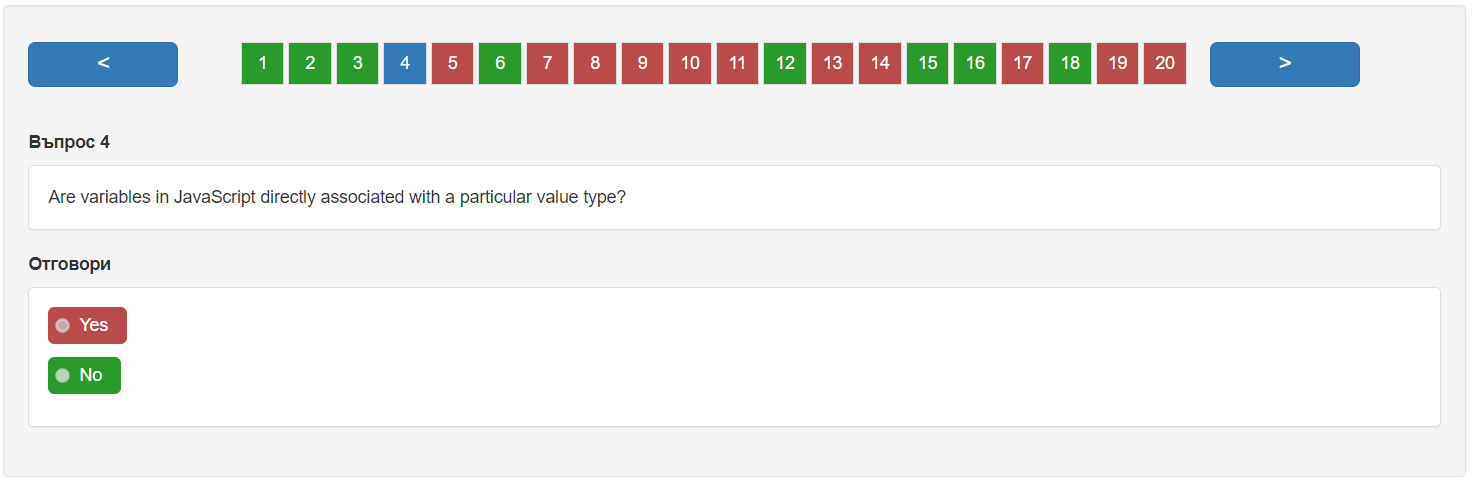 < 1 2 3 4 5 6 7 8 9 10 11 12 13 14 15 16 17 18 19 20 >
Въпрос 4
Are variables in JavaScript directly associated with a particular value type?
Отговори
Yes
No